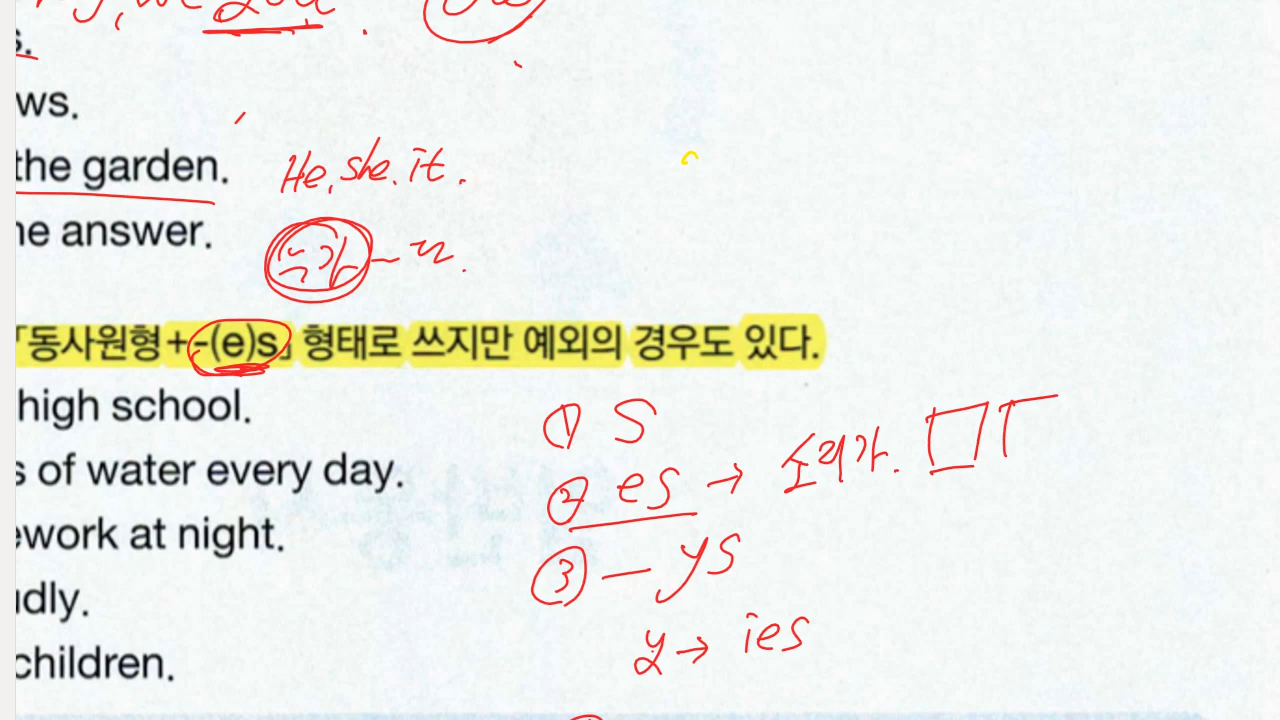 you.
s.
ws.
the garden.
He, she. it.
he answer.
「동사원형+-(e)s」 형태로 쓰지만 예외의 경우도 있다.
high school.
① S
s of water every day.
② es → 소리가.
ework at night.
③ — ys
udly.
y → ies
children.